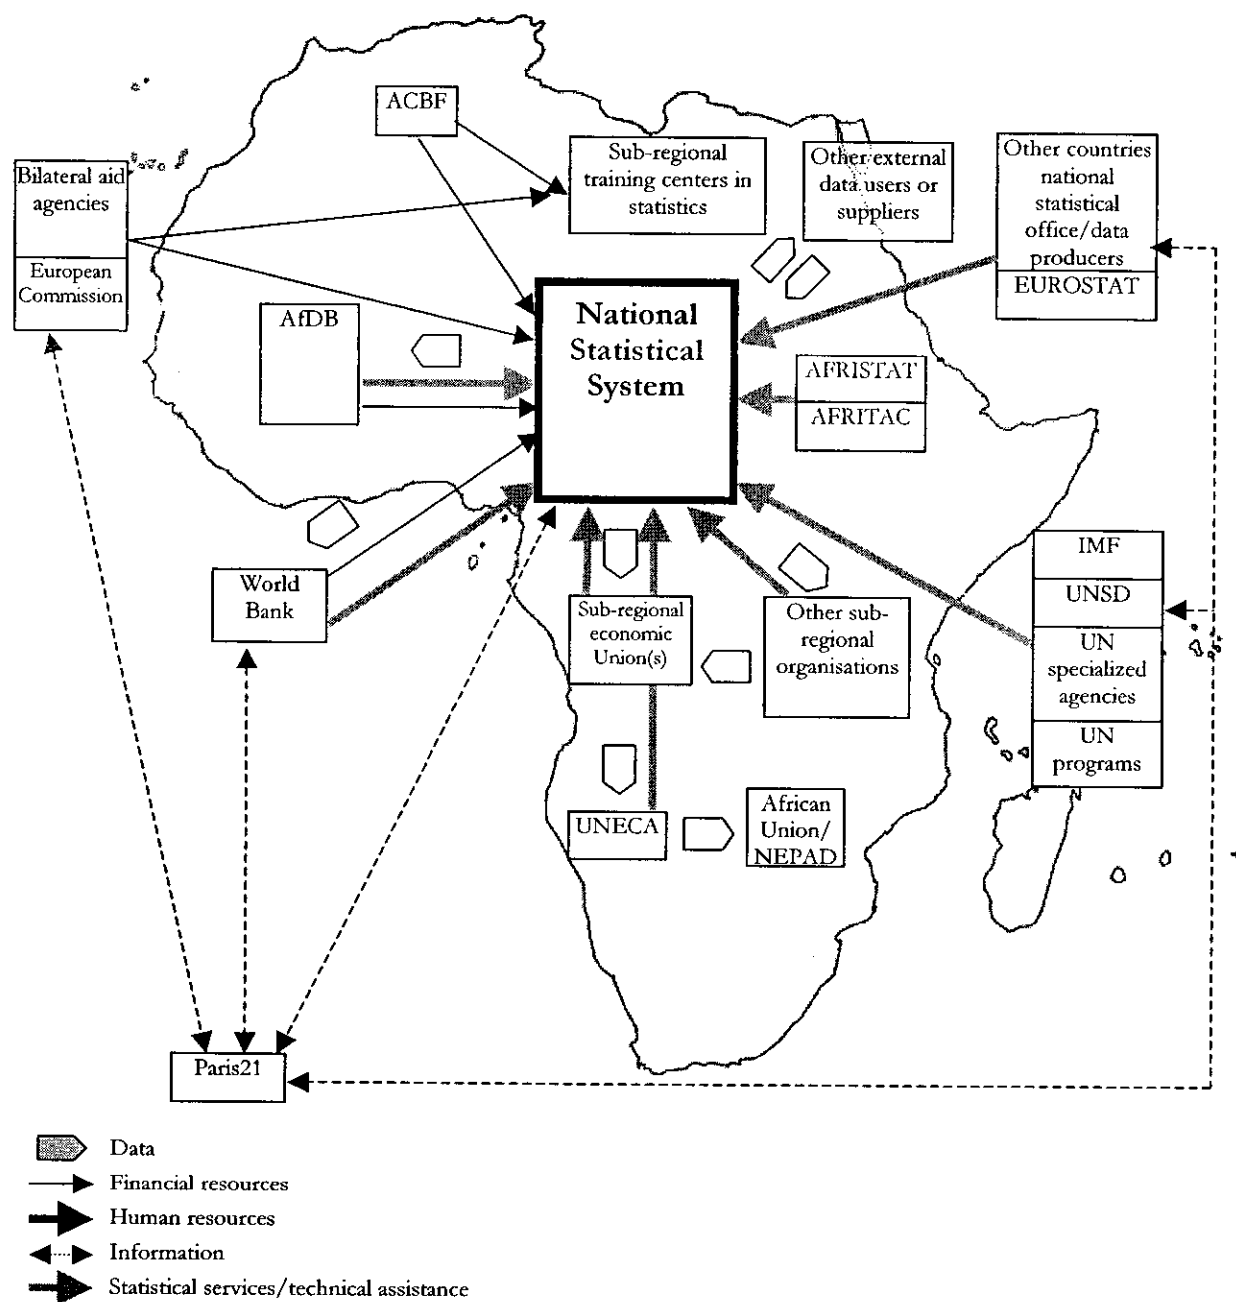 ACBF
Sub-regional
training centers in
statistics
Other external
data users or
suppliers
Other countries
national
statistical
office/data
producers
EUROSTAT
Bilateral aid
agencies
European
Commission
AfDB
National
Statistical
System
AFRISTAT
AFRITAC
World
Bank
Sub-regional
economic
Union(s)
Other sub-
regional
organisations
IMF
UNSD
UN
specialized
agencies
UN
programs
UNECA
African
Union/
NEPAD
Paris21
Data
Financial resources
Human resources
Information
Statistical services/technical assistance